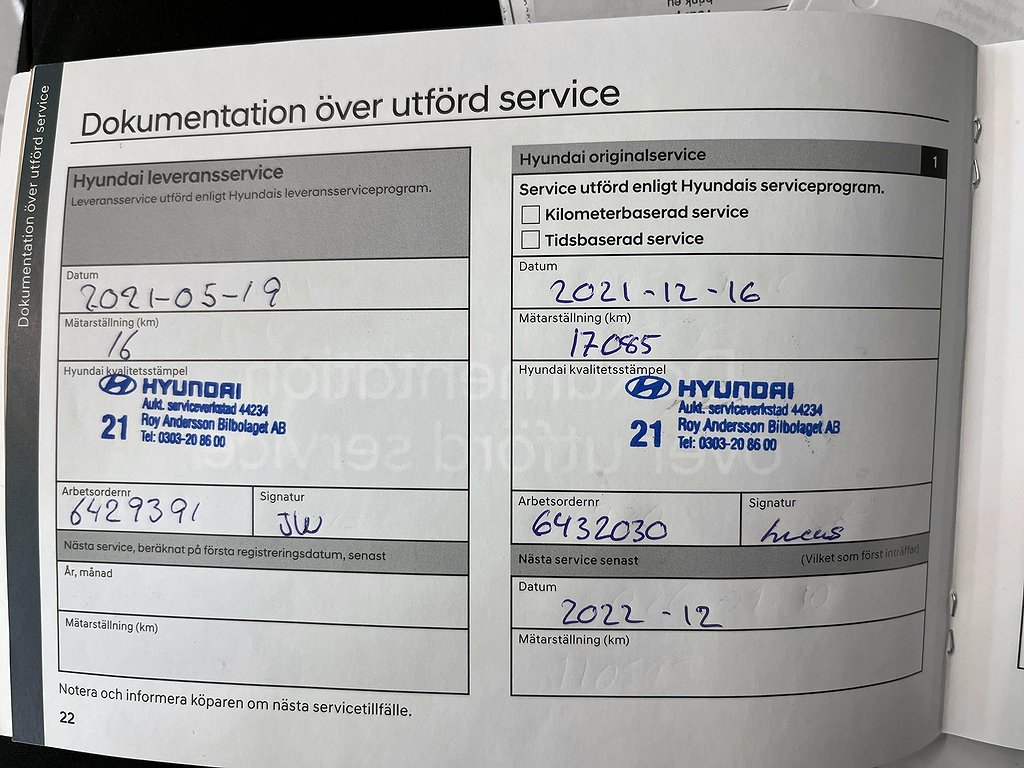 Dokumentation över utförd service
Dokumentation över utförd service
Hyundai leveransservice
Leveransservice utförd enligt Hyundais leveransserviceprogram.
Datum
2021-05-19
Mätarställning (km)
16
Hyundai kvalitetsstämpel
HYUNDAI
Aukt. serviceverkstad 44234
21 Roy Andersson Bilbolaget AB
Tel: 0303-20 86 00
Arbetsordernr
6429391
Signatur
JW
Nästa service, beräknat på första registreringsdatum, senast
År, månad
Mätarställning (km)
Notera och informera köparen om nästa servicetillfälle.
22
Hyundai originalservice 1
Service utförd enligt Hyundais serviceprogram.
Kilometerbaserad service
Tidsbaserad service
Datum
2021-12-16
Mätarställning (km)
17085
Hyundai kvalitetsstämpel
HYUNDAI
Aukt. serviceverkstad 44234
21 Roy Andersson Bilbolaget AB
Tel: 0303-20 86 00
Arbetsordernr
6432030
Signatur
Nästa service senast (Vilket som först inträffar)
Datum
2022-12
Mätarställning (km)